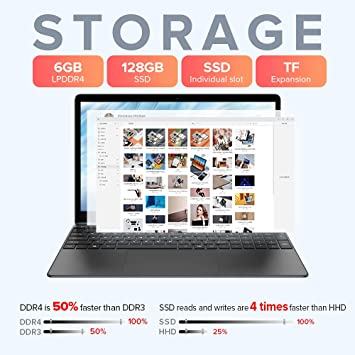 STORAGE
6GB
LPDDR4
128GB
SSD
SSD
Individual slot
TF
Expansion
DDR4 is 50% faster than DDR3
DDR4 100%
DDR3 50%
SSD reads and writes are 4 times faster than HHD
SSD 100%
HHD 25%